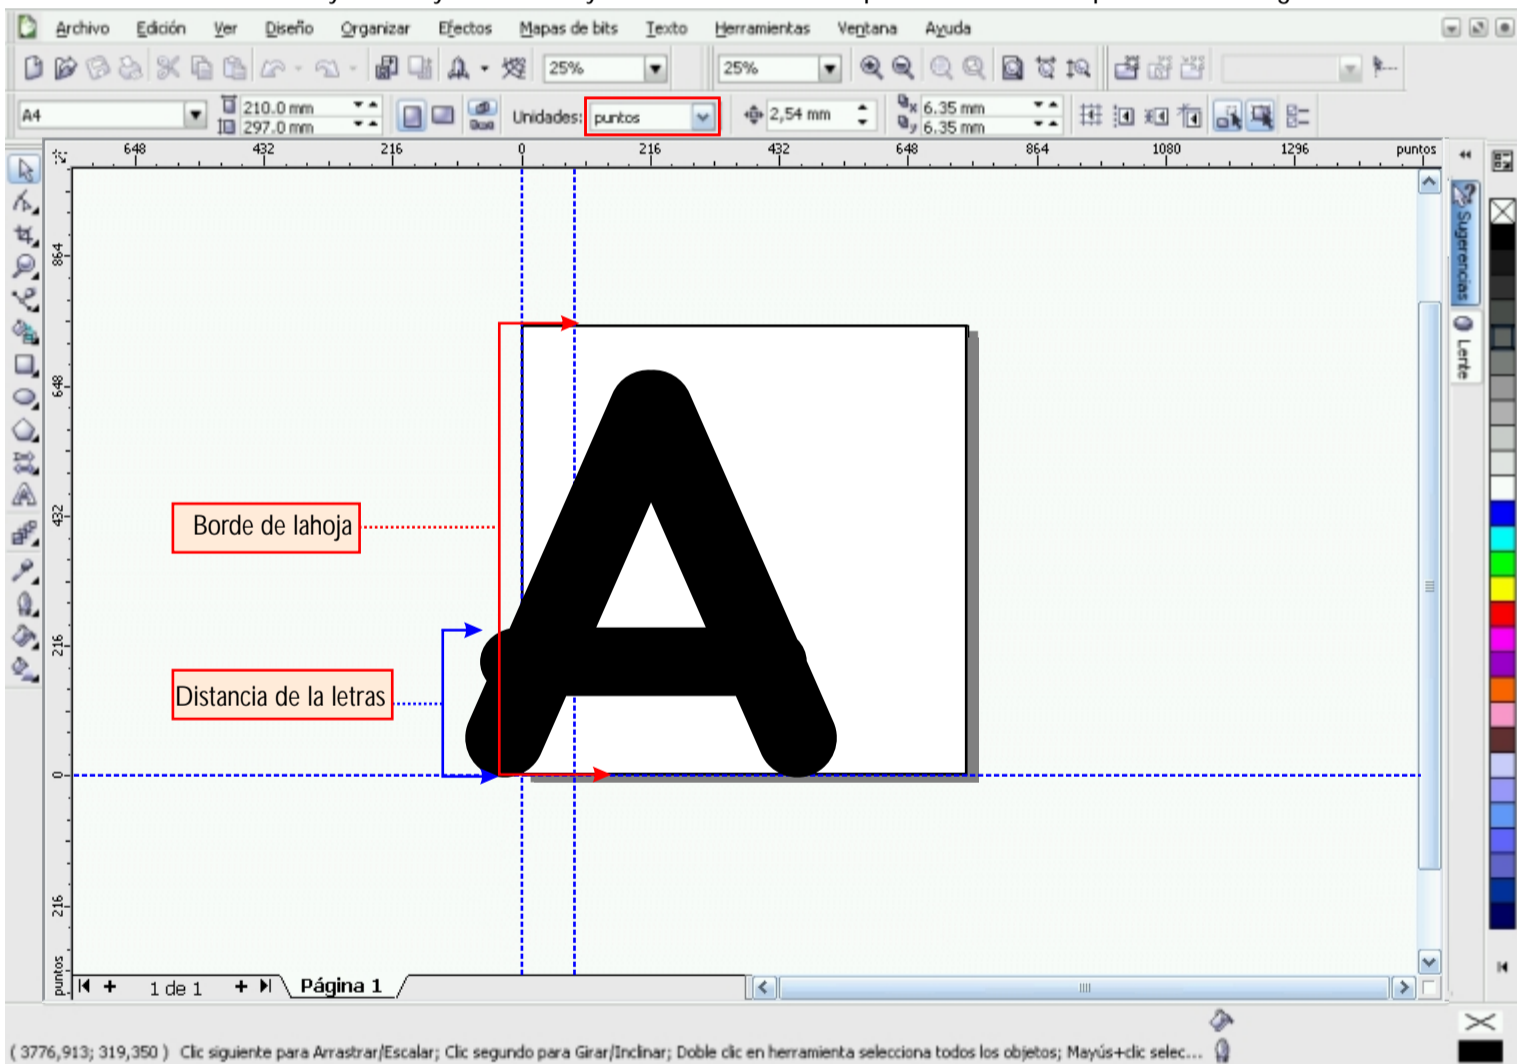 Archivo Edición Ver Diseño Organizar Efectos Mapas de bits Texto Herramientas Ventana Ayuda
25% 25%
A4 210.0 mm Unidades: puntos 2,54 mm x 6.35 mm
297.0 mm y 6.35 mm
648 432 216 0 216 432 648 864 1080 1296 puntos
864
648
432
216
0
216
puntos
Sugerencias
Lente
A
Borde de lahoja
Distancia de la letras
1 de 1 Página 1
( 3776,913; 319,350 ) Clic siguiente para Arrastrar/Escalar; Clic segundo para Girar/Inclinar; Doble clic en herramienta selecciona todos los objetos; Mayús+clic selec...